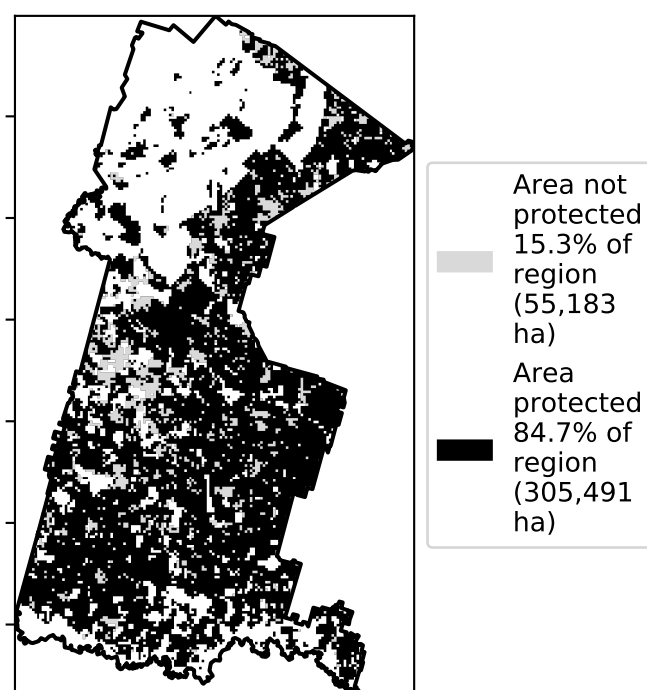 Area not
protected
15.3% of
region
(55,183
ha)
Area
protected
84.7% of
region
(305,491
ha)